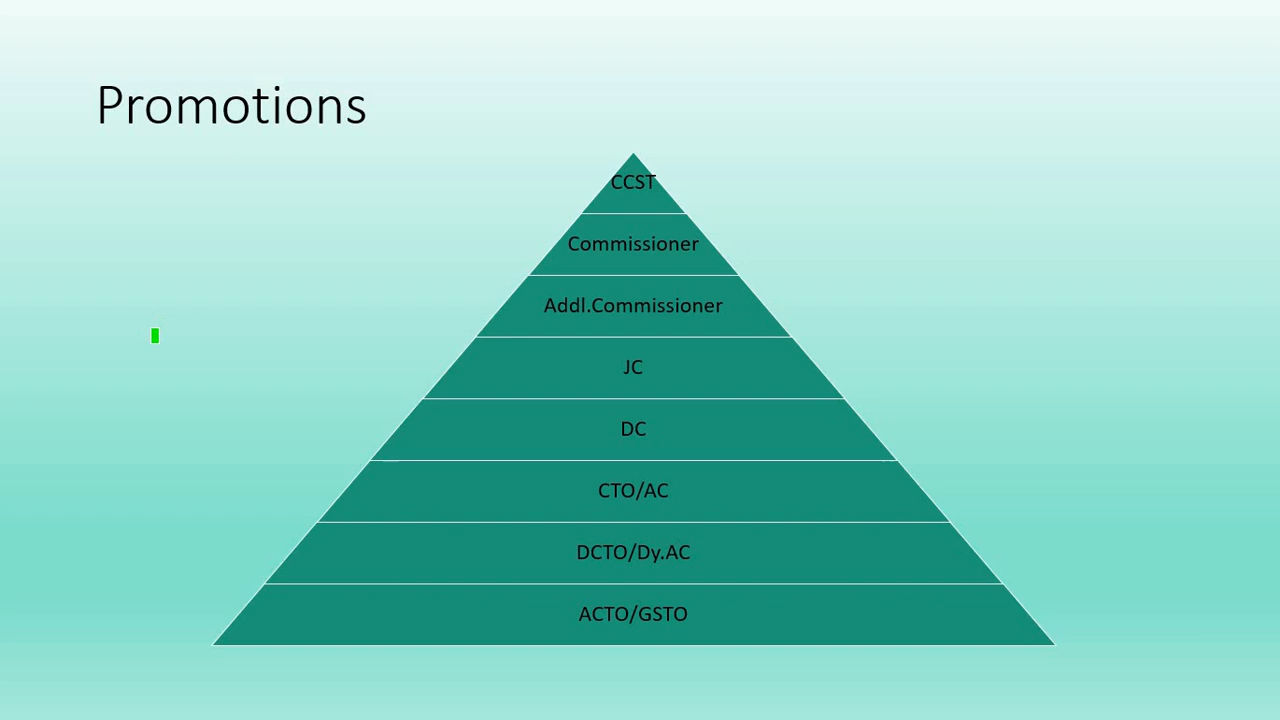 Promotions
CCST
Commissioner
Addl.Commissioner
JC
DC
CTO/AC
DCTO/Dy.AC
ACTO/GSTO